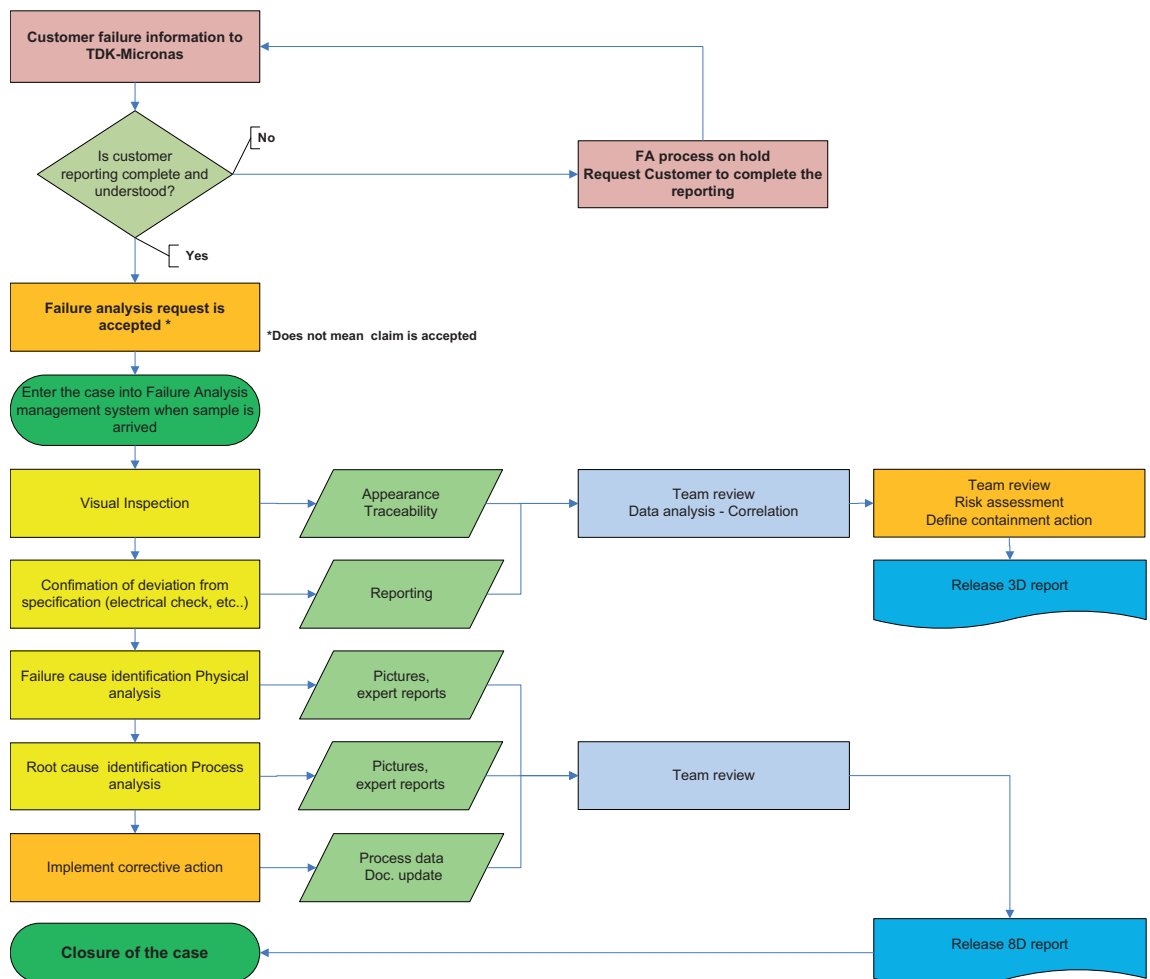 Customer failure information to
TDK-Micronas
No
Is customer
reporting complete and
understood?
FA process on hold
Request Customer to complete the
reporting
Yes
Failure analysis request is
accepted *
*Does not mean claim is accepted
Enter the case into Failure Analysis
management system when sample is
arrived
Visual Inspection
Appearance
Traceability
Team review
Data analysis - Correlation
Team review
Risk assessment
Define containment action
Confimation of deviation from
specification (electrical check, etc..)
Reporting
Release 3D report
Failure cause identification Physical
analysis
Pictures,
expert reports
Root cause identification Process
analysis
Pictures,
expert reports
Team review
Implement corrective action
Process data
Doc. update
Closure of the case
Release 8D report